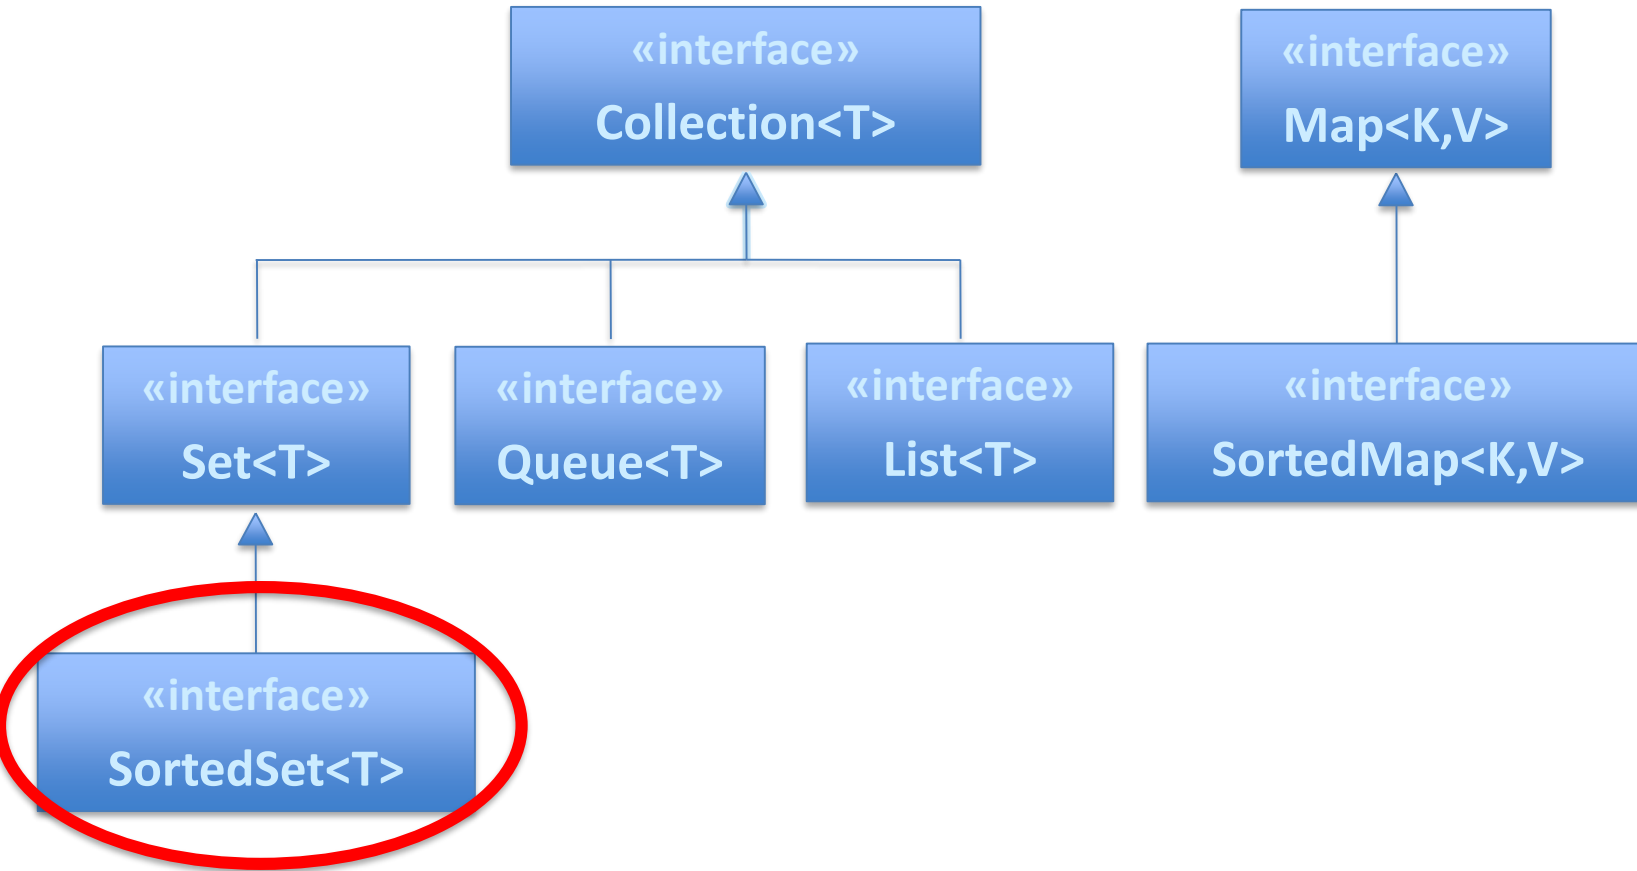 «interface»
Collection<T>
«interface»
Map<K,V>
«interface»
Set<T>
«interface»
Queue<T>
«interface»
List<T>
«interface»
SortedMap<K,V>
«interface»
SortedSet<T>